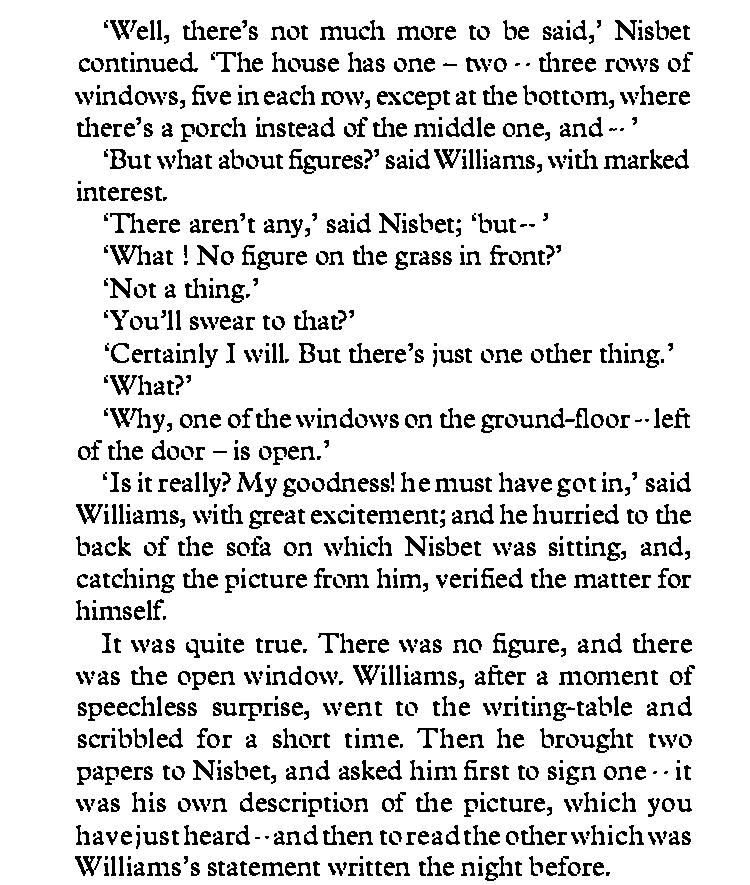 ‘Well, there’s not much more to be said,’ Nisbet
continued. ‘The house has one – two -- three rows of
windows, five in each row, except at the bottom, where
there’s a porch instead of the middle one, and -- ’
‘But what about figures?’ said Williams, with marked
interest.
‘There aren’t any,’ said Nisbet; ‘but -- ’
‘What ! No figure on the grass in front?’
‘Not a thing.’
‘You’ll swear to that?’
‘Certainly I will. But there’s just one other thing.’
‘What?’
‘Why, one of the windows on the ground-floor -- left
of the door – is open.’
‘Is it really? My goodness! he must have got in,’ said
Williams, with great excitement; and he hurried to the
back of the sofa on which Nisbet was sitting, and,
catching the picture from him, verified the matter for
himself.
It was quite true. There was no figure, and there
was the open window. Williams, after a moment of
speechless surprise, went to the writing-table and
scribbled for a short time. Then he brought two
papers to Nisbet, and asked him first to sign one -- it
was his own description of the picture, which you
have just heard -- and then to read the other which was
Williams’s statement written the night before.